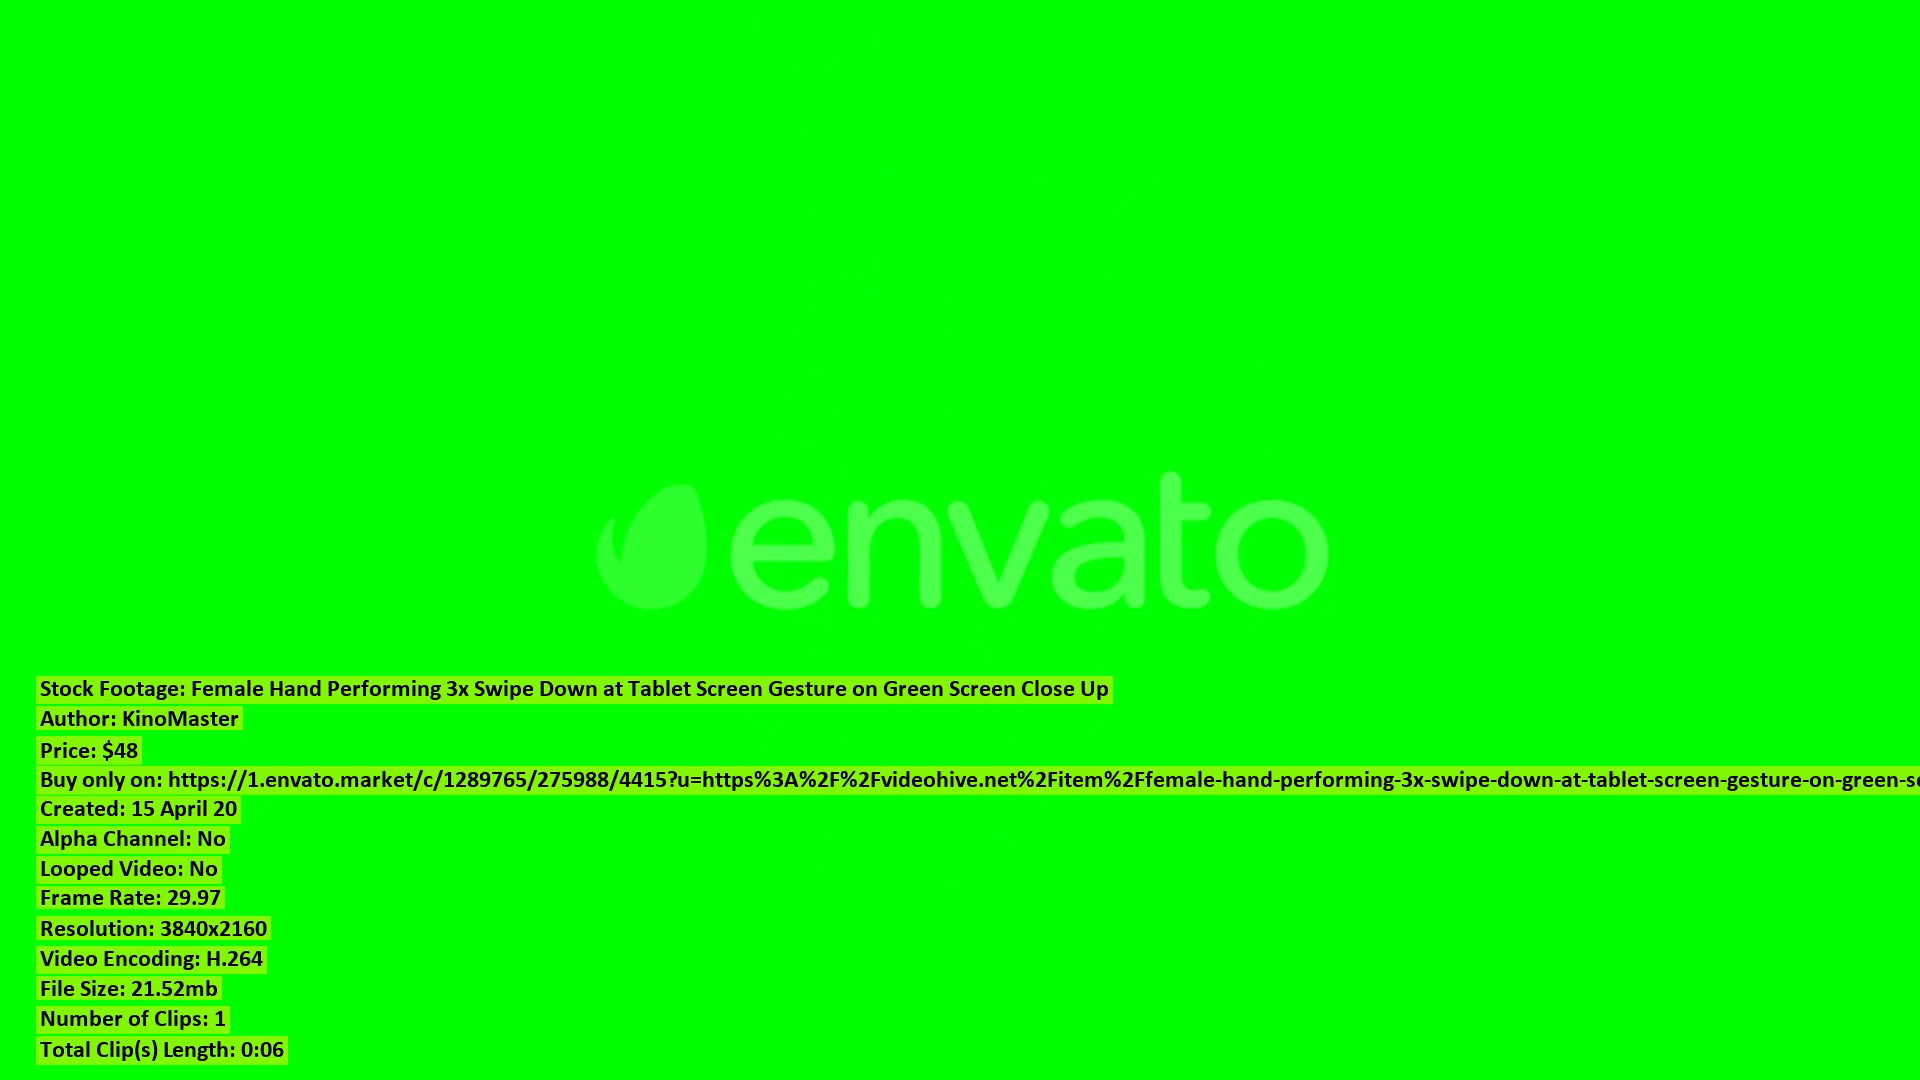 envato
Stock Footage: Female Hand Performing 3x Swipe Down at Tablet Screen Gesture on Green Screen Close Up
Author: KinoMaster
Price: $48
Buy only on: https://1.envato.market/c/1289765/275988/4415?u=https%3A%2F%2Fvideohive.net%2Fitem%2Ffemale-hand-performing-3x-swipe-down-at-tablet-screen-gesture-on-green-s
Created: 15 April 20
Alpha Channel: No
Looped Video: No
Frame Rate: 29.97
Resolution: 3840x2160
Video Encoding: H.264
File Size: 21.52mb
Number of Clips: 1
Total Clip(s) Length: 0:06